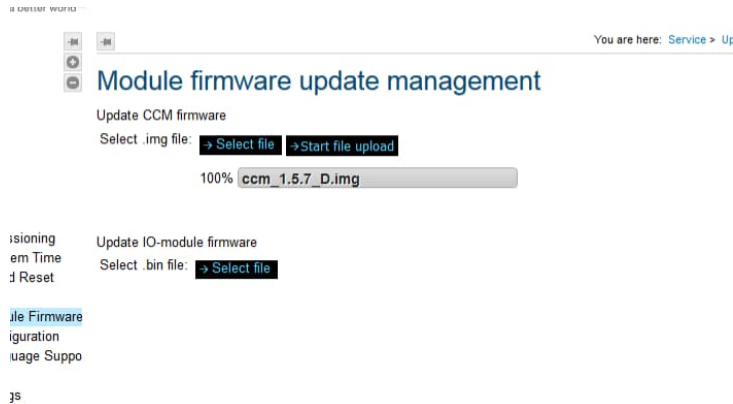 a better world
You are here: Service >
Module firmware update management
Update CCM firmware
Select .img file: → Select file →Start file upload
100% ccm_1.5.7_D.img
ssioning
em Time
d Reset
Update IO-module firmware
Select .bin file: → Select file
ule Firmware
iguration
uage Suppo
gs